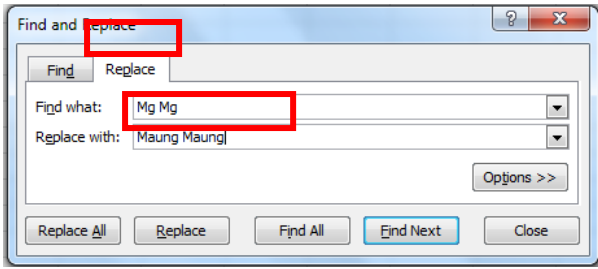 Find and Replace
?
X
Find
Replace
Find what:
Mg Mg
Replace with:
Maung Maung
Options >>
Replace All
Replace
Find All
Find Next
Close